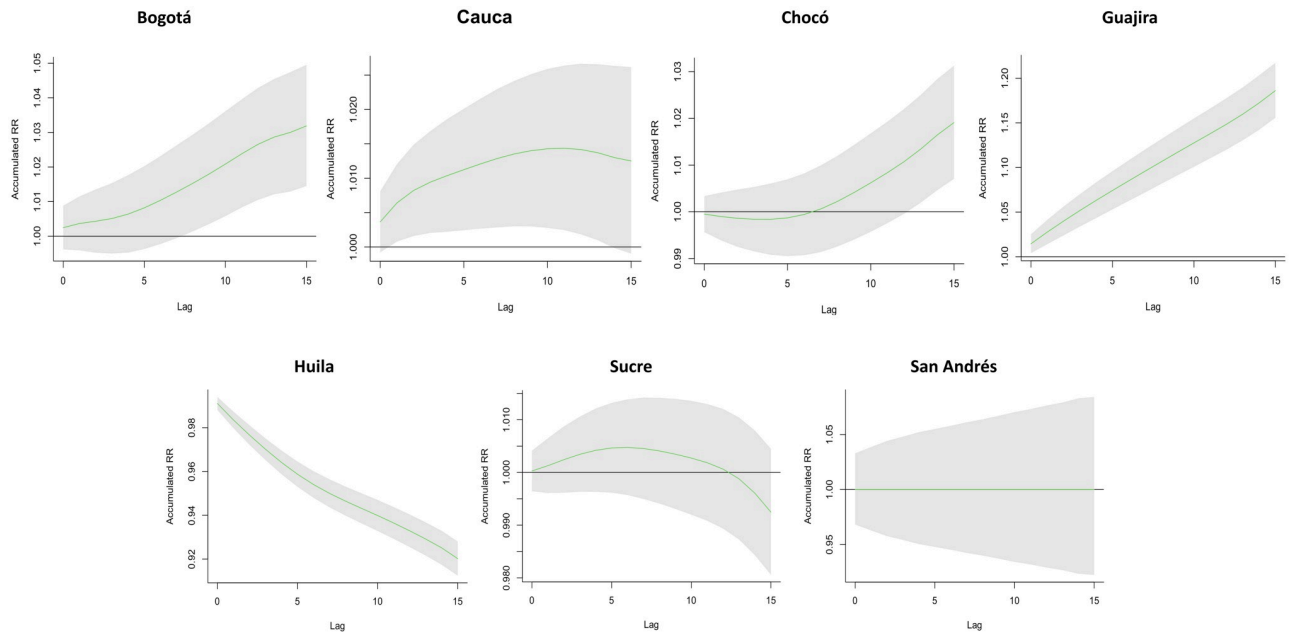 Bogotá
Cauca
Chocó
Guajira
Accumulated RR
1.00 1.01 1.02 1.03 1.04 1.05
0 5 10 15
Lag
Accumulated RR
1.000 1.010 1.020
0 5 10 15
Lag
Accumulated RR
0.99 1.00 1.01 1.02 1.03
0 5 10 15
Lag
Accumulated RR
1.00 1.05 1.10 1.15 1.20
0 5 10 15
Lag
Huila
Sucre
San Andrés
Accumulated RR
0.92 0.94 0.96 0.98
0 5 10 15
Lag
Accumulated RR
0.980 0.990 1.000 1.010
0 5 10 15
Lag
Accumulated RR
0.95 1.00 1.05
0 5 10 15
Lag